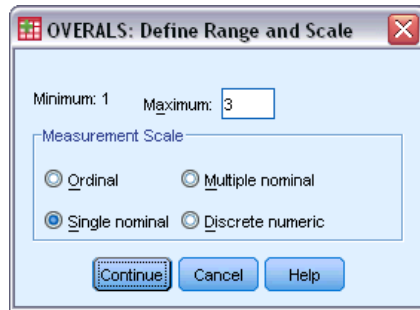 OVERALS: Define Range and Scale
Minimum: 1 Maximum: 3
Measurement Scale
Ordinal Multiple nominal
Single nominal Discrete numeric
Continue Cancel Help